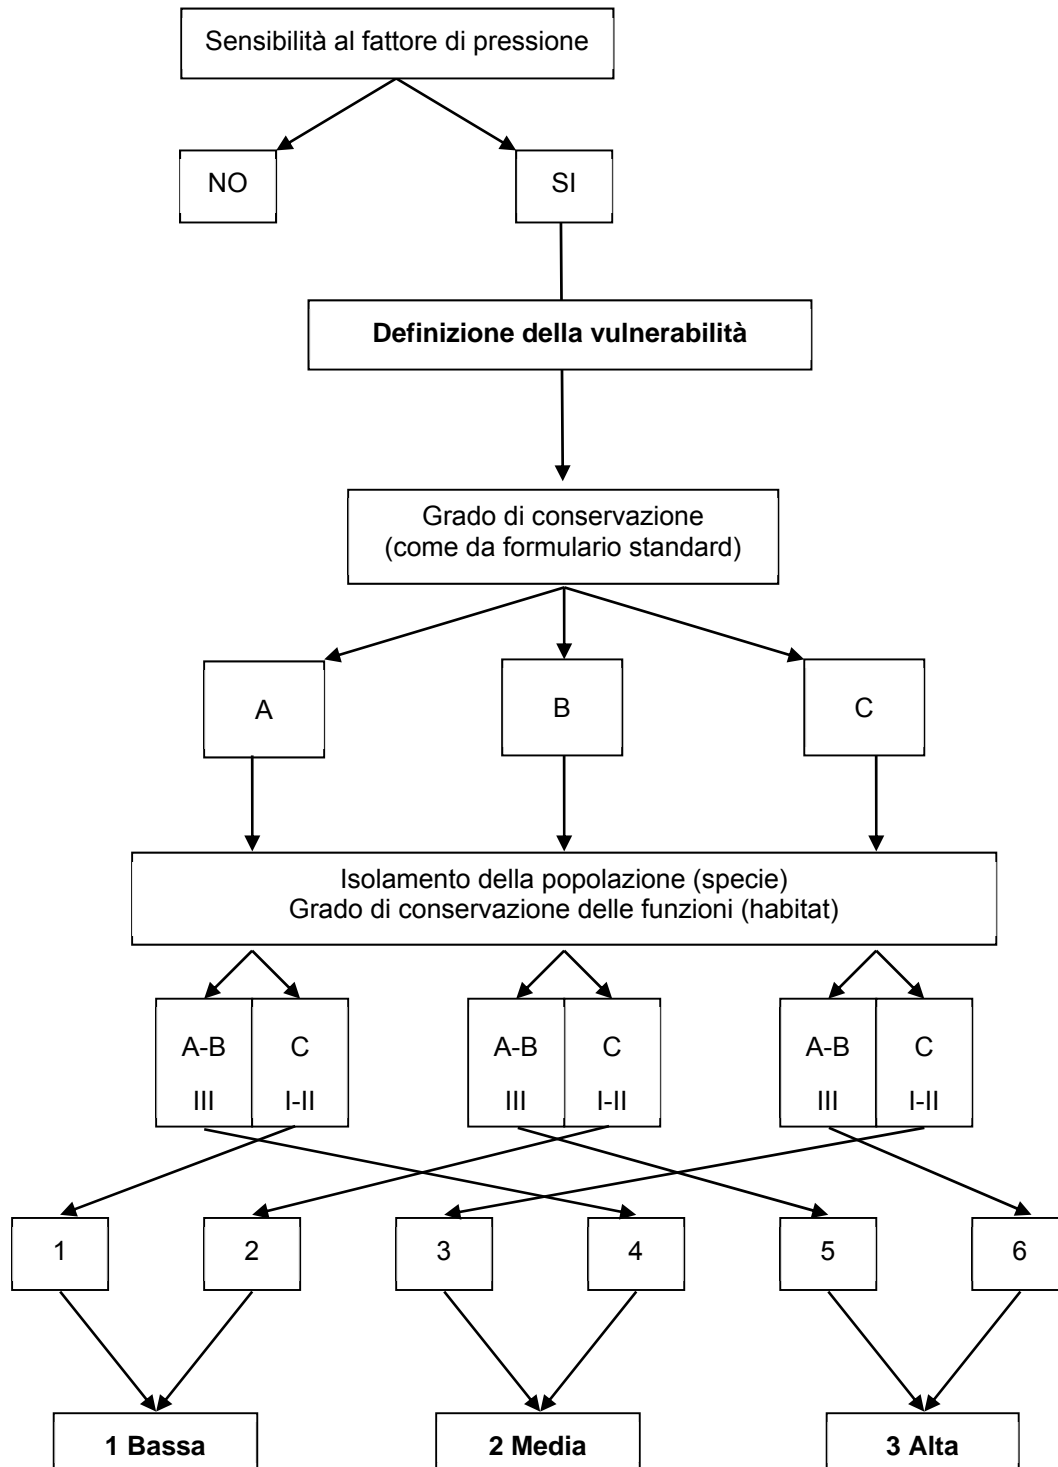 Sensibilità al fattore di pressione
NO
SI
Definizione della vulnerabilità
Grado di conservazione
(come da formulario standard)
A
B
C
Isolamento della popolazione (specie)
Grado di conservazione delle funzioni (habitat)
A-B
C
A-B
C
A-B
C
III
I-II
III
I-II
III
I-II
1
2
3
4
5
6
1 Bassa
2 Media
3 Alta